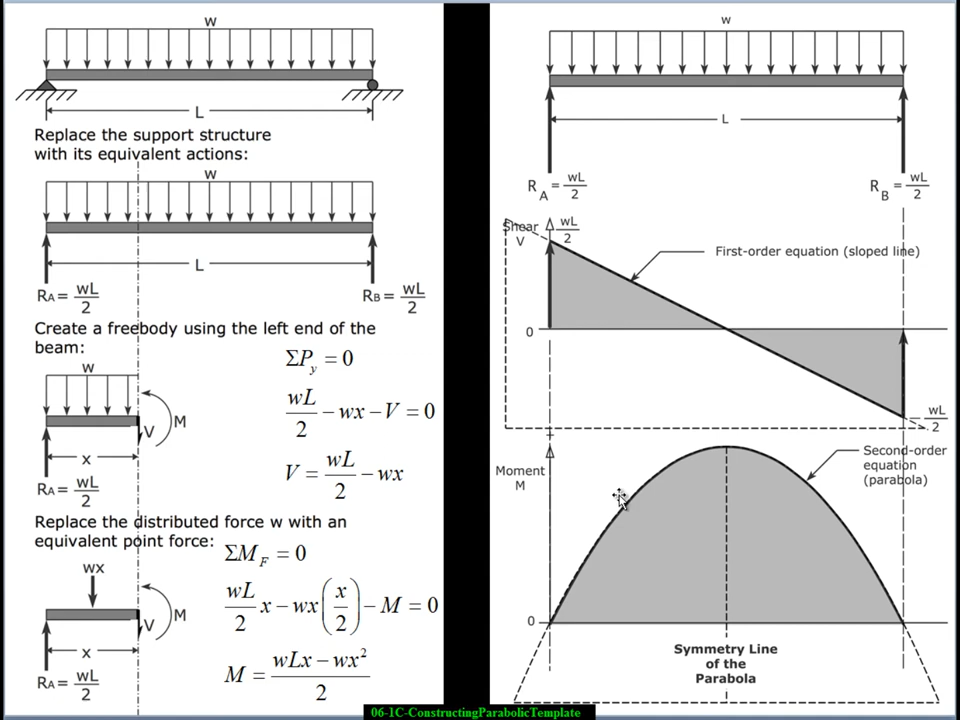 w
L
Replace the support structure
with its equivalent actions:
w
L
RA = wL/2
RB = wL/2
Create a freebody using the left end of the
beam:
w
M
V
x
RA = wL/2
ΣPy = 0
wL/2 − wx − V = 0
V = wL/2 − wx
Replace the distributed force w with an
equivalent point force:
wx
M
V
x
RA = wL/2
ΣMF = 0
wL/2 x − wx(x/2) − M = 0
M = wLx − wx²/2
w
L
RA = wL/2
RB = wL/2
Shear
V
wL/2
First-order equation (sloped line)
0
− wL/2
+
Moment
M
Second-order
equation
(parabola)
0
Symmetry Line
of the
Parabola
06-1C-ConstructingParabolicTemplate